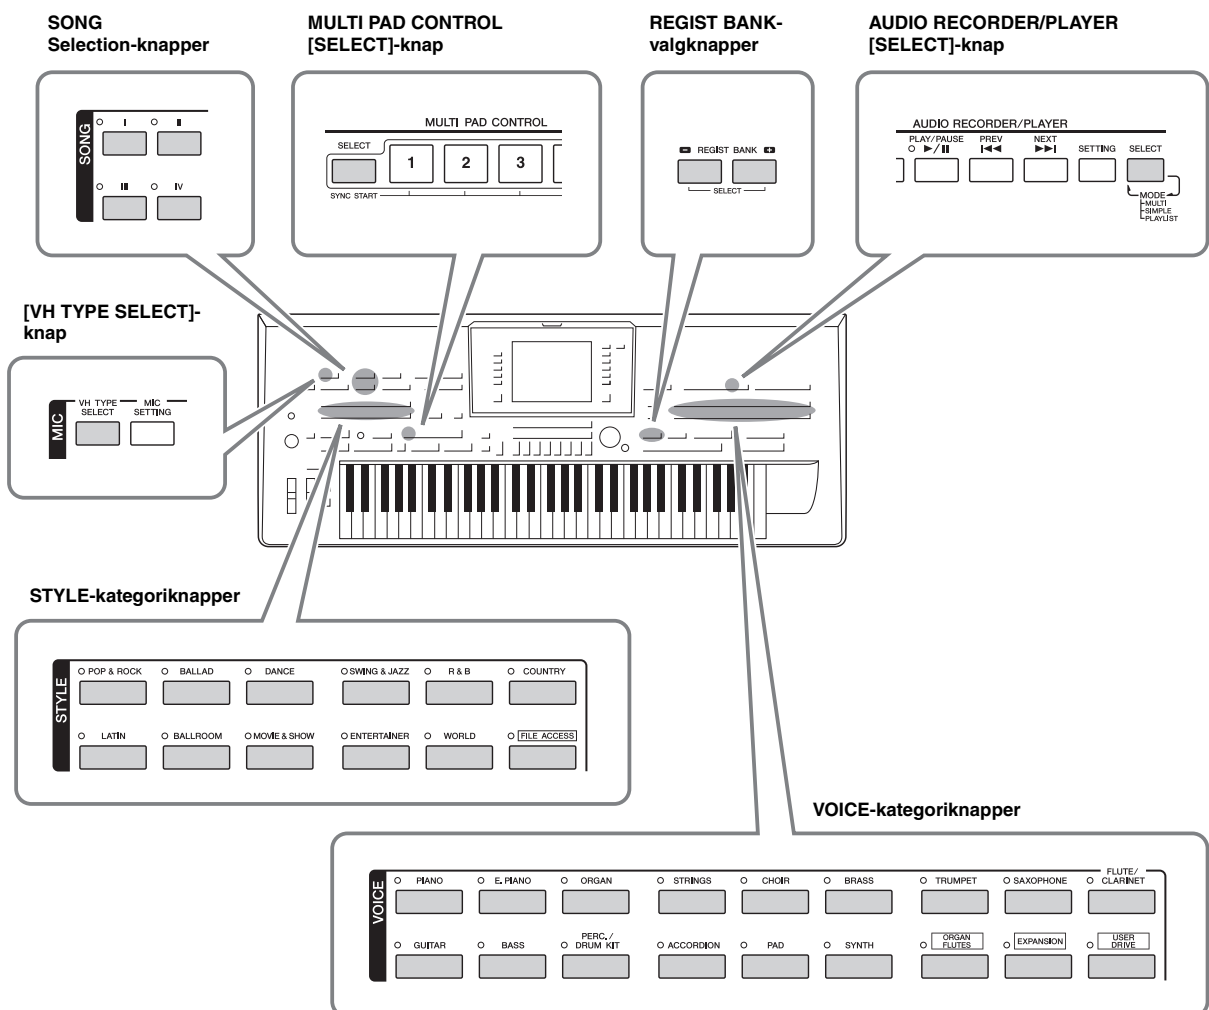 SONG
Selection-knapper
MULTI PAD CONTROL
[SELECT]-knap
REGIST BANK-
valgknapper
AUDIO RECORDER/PLAYER
[SELECT]-knap
SONG
I
II
III
IV
MULTI PAD CONTROL
SELECT
1
2
3
SYNC START
- REGIST BANK +
SELECT
AUDIO RECORDER/PLAYER
PLAY/PAUSE
PREV
NEXT
SETTING
SELECT
MODE
MULTI
SIMPLE
PLAYLIST
[VH TYPE SELECT]-
knap
MIC
VH TYPE
SELECT
MIC
SETTING
STYLE-kategoriknapper
STYLE
POP & ROCK
BALLAD
DANCE
SWING & JAZZ
R & B
COUNTRY
LATIN
BALLROOM
MOVIE & SHOW
ENTERTAINER
WORLD
FILE ACCESS
VOICE-kategoriknapper
VOICE
PIANO
E. PIANO
ORGAN
STRINGS
CHOIR
BRASS
TRUMPET
SAXOPHONE
FLUTE/
CLARINET
GUITAR
BASS
PERC. /
DRUM KIT
ACCORDION
PAD
SYNTH
ORGAN
FLUTES
EXPANSION
USER
DRIVE